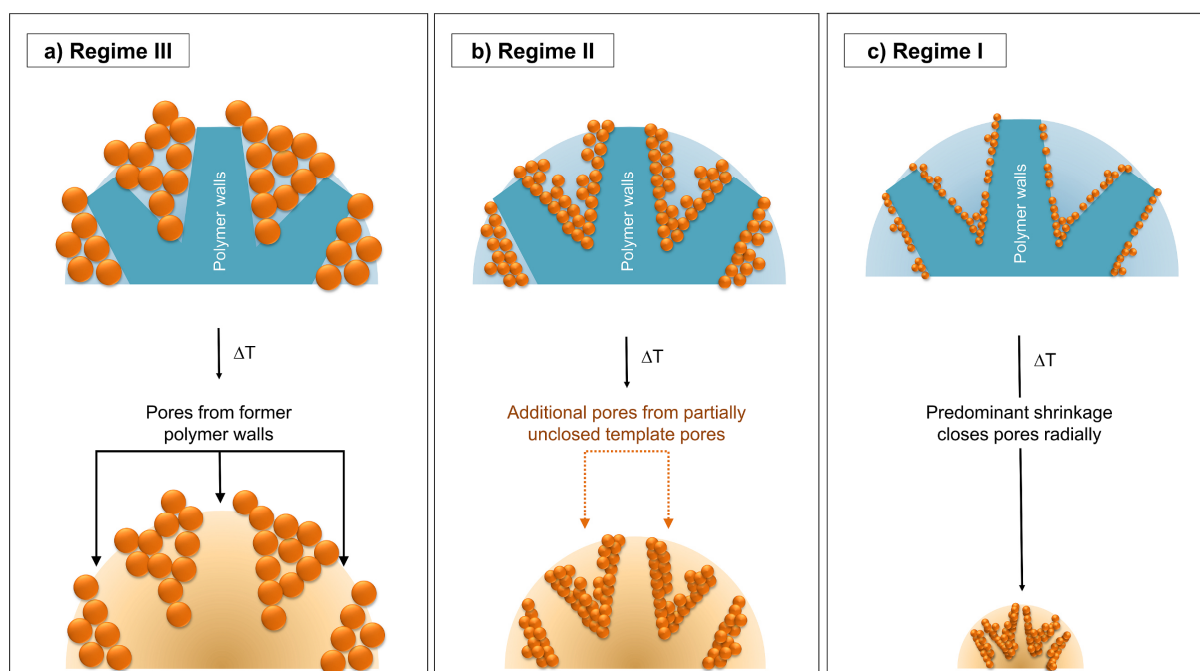 a) Regime III
Polymer walls
ΔT
Pores from former
polymer walls
b) Regime II
Polymer walls
ΔT
Additional pores from partially
unclosed template pores
c) Regime I
Polymer walls
ΔT
Predominant shrinkage
closes pores radially